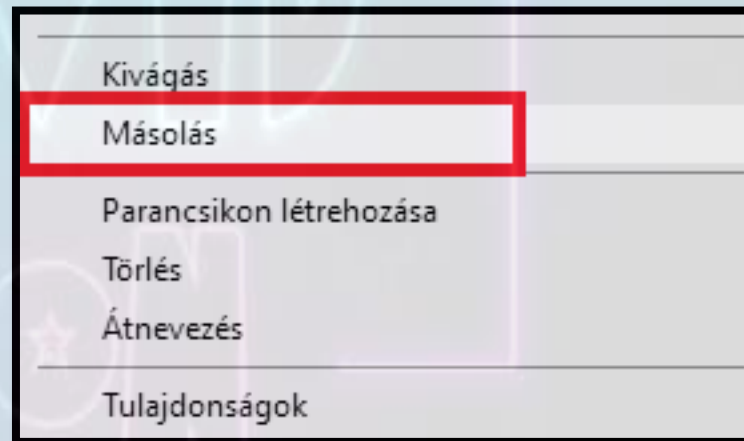 Kivágás
Másolás
Parancsikon létrehozása
Törlés
Átnevezés
Tulajdonságok